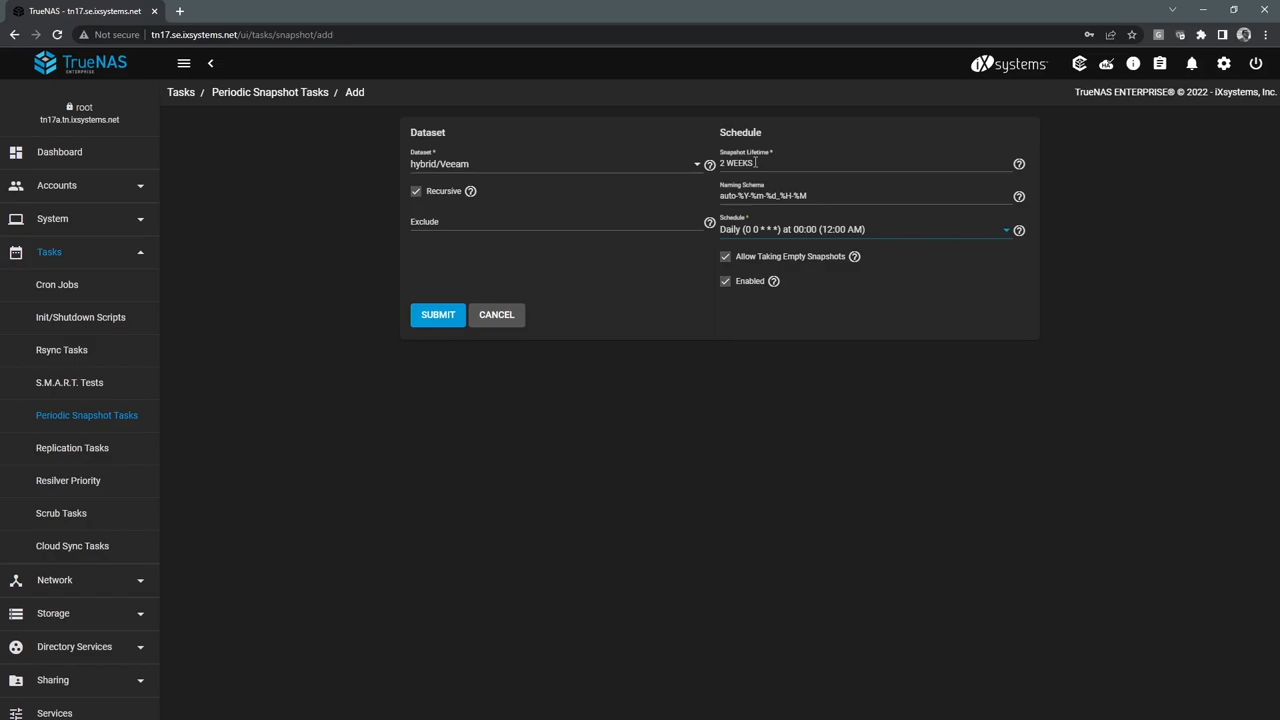 TrueNAS - tn17.se.ixsystems.net
Not secure
tn17.se.ixsystems.net/ui/tasks/snapshot/add
TrueNAS
ENTERPRISE
iXsystems
root
tn17a.tn.ixsystems.net
Tasks / Periodic Snapshot Tasks / Add
TrueNAS ENTERPRISE® © 2022 - iXsystems, Inc.
Dashboard
Accounts
System
Tasks
Cron Jobs
Init/Shutdown Scripts
Rsync Tasks
S.M.A.R.T. Tests
Periodic Snapshot Tasks
Replication Tasks
Resilver Priority
Scrub Tasks
Cloud Sync Tasks
Network
Storage
Directory Services
Sharing
Services
Dataset
Dataset *
hybrid/Veeam
Recursive
Exclude
SUBMIT
CANCEL
Schedule
Snapshot Lifetime *
2 WEEKS
Naming Schema
auto-%Y-%m-%d_%H-%M
Schedule *
Daily (0 0 * * *) at 00:00 (12:00 AM)
Allow Taking Empty Snapshots
Enabled